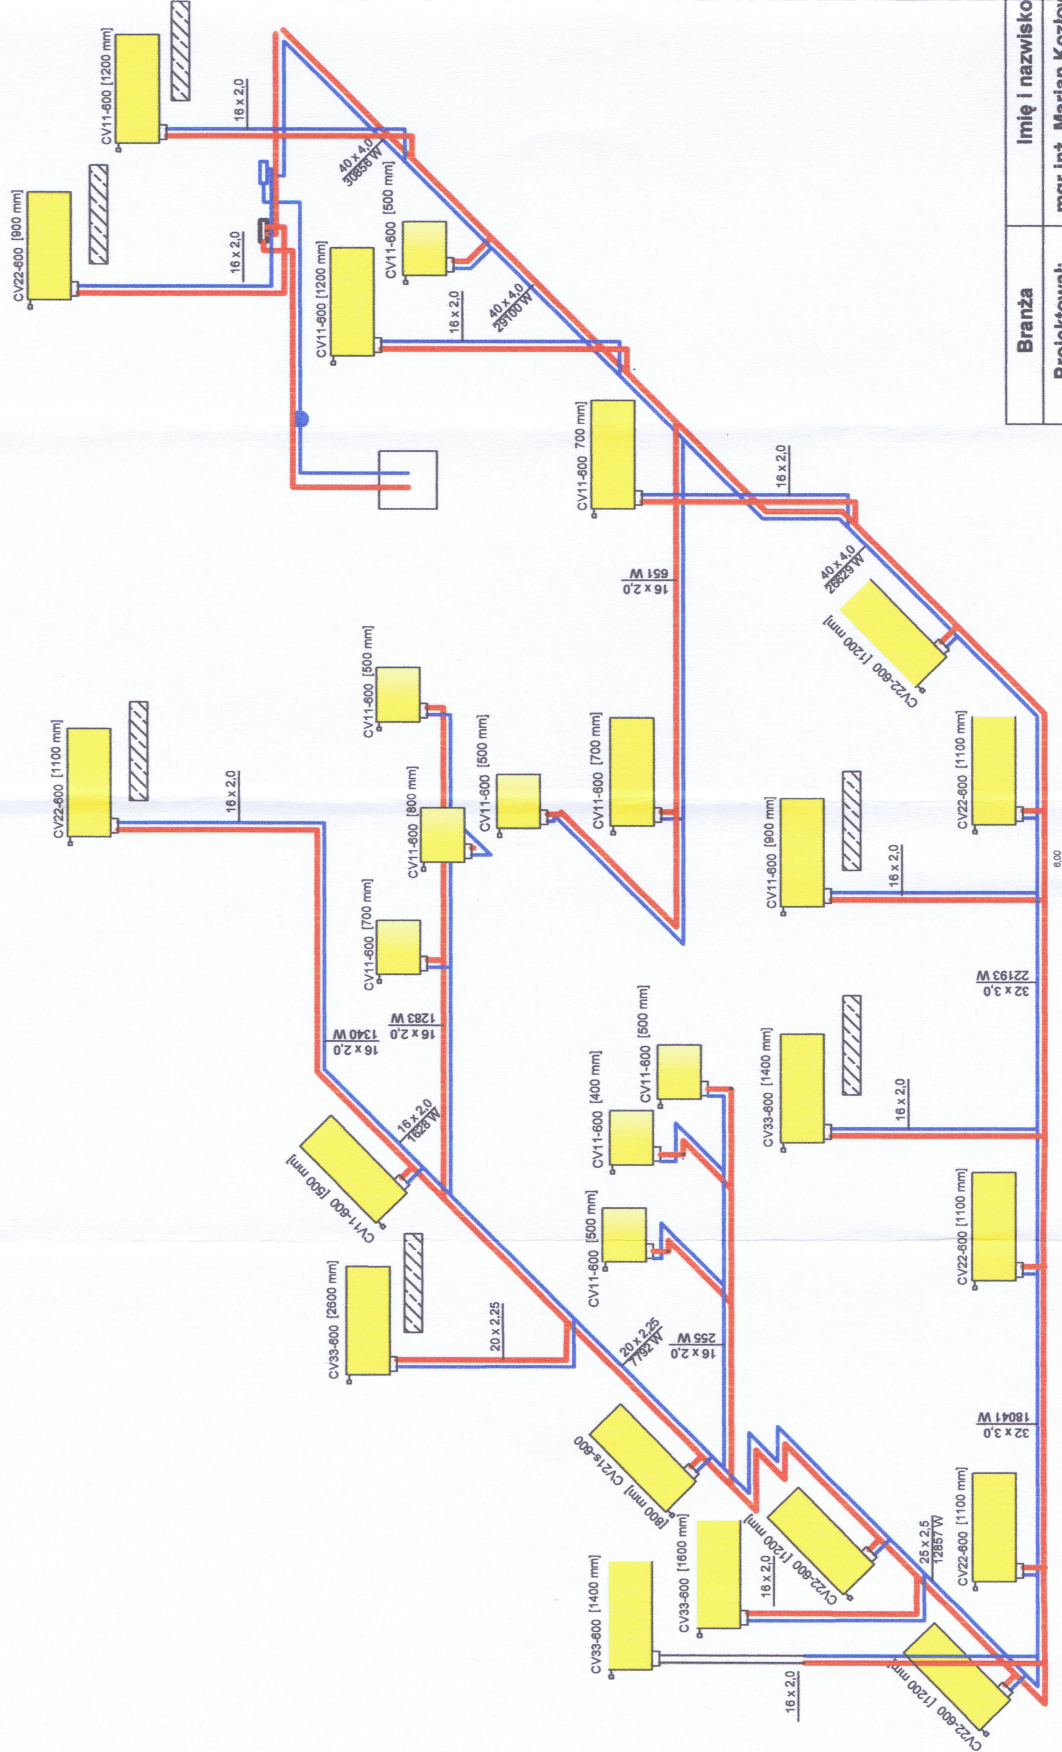 CV11-600 [1200 mm]
16 x 2,0
CV22-600 [900 mm]
16 x 2,0
40 x 4,0
30856 W
CV11-600 [500 mm]
CV11-600 [1200 mm]
16 x 2,0
40 x 4,0
29100 W
CV11-600 700 mm]
16 x 2,0
16 x 2,0
651 W
40 x 4,0
26629 W
CV22-600 [1200 mm]
CV11-600 [500 mm]
CV22-600 [1100 mm]
16 x 2,0
CV11-600 [500 mm]
CV11-600 [800 mm]
CV11-600 [700 mm]
CV11-600 [700 mm]
CV22-600 [1100 mm]
CV11-600 [900 mm]
16 x 2,0
6,00
16 x 2,0
1340 W
16 x 2,0
1283 W
16 x 2,0
1628 W
CV11-600 [500 mm]
32 x 3,0
22193 W
CV33-600 [1400 mm]
16 x 2,0
CV11-600 [500 mm]
CV11-600 [400 mm]
CV11-600 [500 mm]
CV33-600 [2600 mm]
20 x 2,25
20 x 2,25
7792 W
16 x 2,0
255 W
CV22-600 [1100 mm]
32 x 3,0
18041 W
[800 mm] CV21s-600
CV22-600 [1200 mm]
CV33-600 [1600 mm]
16 x 2,0
25 x 2,5
12857 W
CV22-600 [1100 mm]
CV33-600 [1400 mm]
16 x 2,0
CV22-600 [1200 mm]
Branża
Imię i nazwisko
Projektował:
mgr inż. Marian